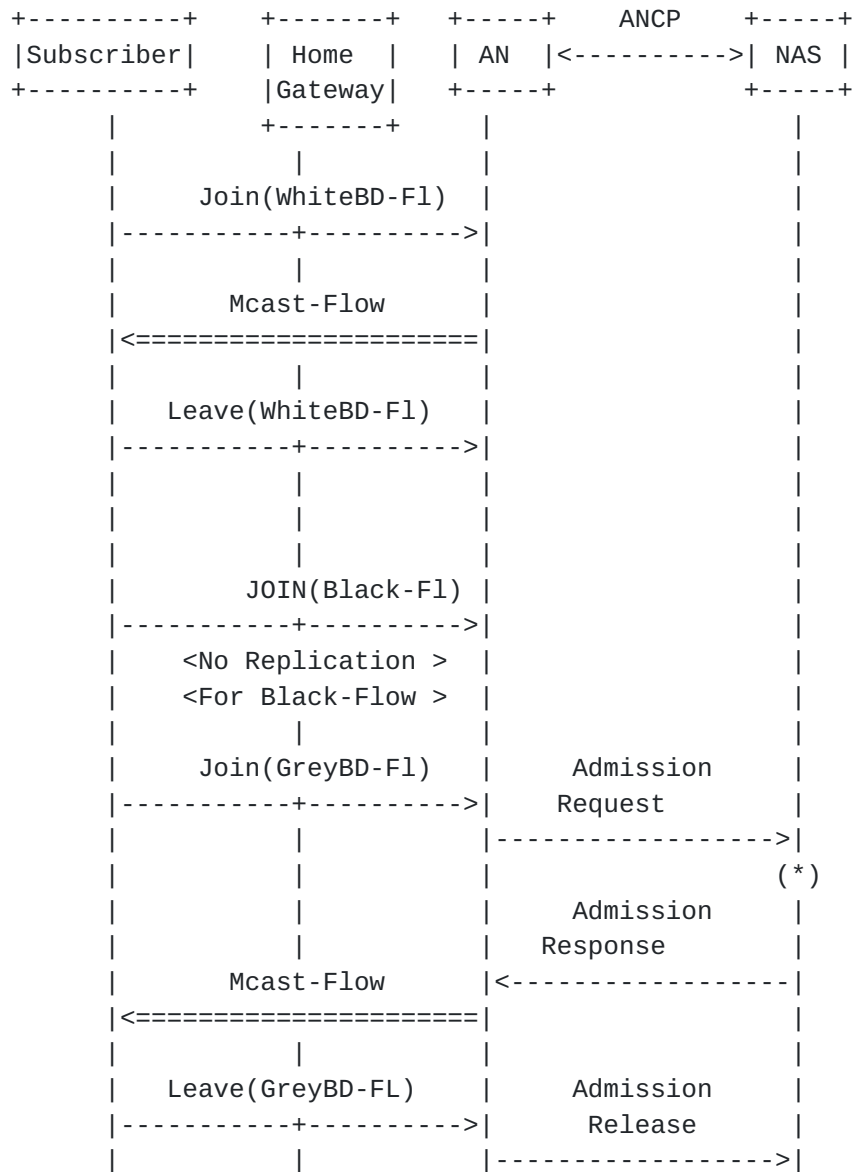 ANCP
Subscriber Home AN NAS
Gateway
Join(WhiteBD-Fl)
Mcast-Flow
Leave(WhiteBD-Fl)
JOIN(Black-Fl)
<No Replication >
<For Black-Flow >
Join(GreyBD-Fl) Admission
Request
(*)
Admission
Response
Mcast-Flow
Leave(GreyBD-FL) Admission
Release